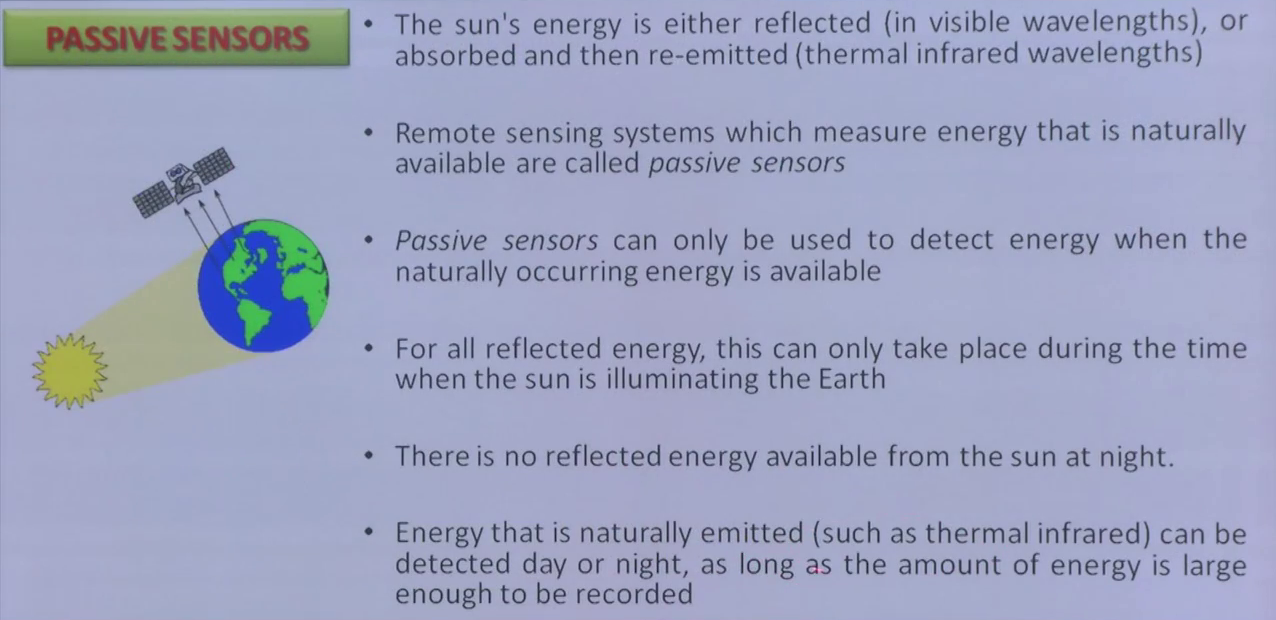 PASSIVE SENSORS
• The sun's energy is either reflected (in visible wavelengths), or
absorbed and then re-emitted (thermal infrared wavelengths)
• Remote sensing systems which measure energy that is naturally
available are called passive sensors
• Passive sensors can only be used to detect energy when the
naturally occurring energy is available
• For all reflected energy, this can only take place during the time
when the sun is illuminating the Earth
• There is no reflected energy available from the sun at night.
• Energy that is naturally emitted (such as thermal infrared) can be
detected day or night, as long as the amount of energy is large
enough to be recorded